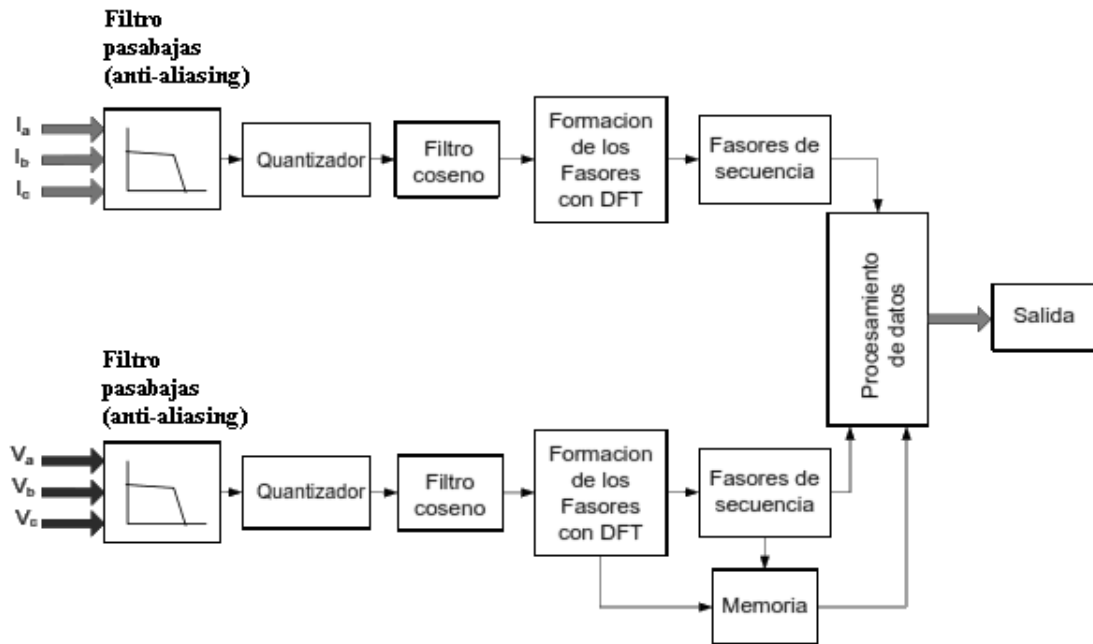 Filtro
pasabajas
(anti-aliasing)
Ia
Ib
Ic
Quantizador
Filtro
coseno
Formacion
de los
Fasores
con DFT
Fasores de
secuencia
Procesamiento
de datos
Salida
Filtro
pasabajas
(anti-aliasing)
Va
Vb
Vc
Quantizador
Filtro
coseno
Formacion
de los
Fasores
con DFT
Fasores de
secuencia
Memoria